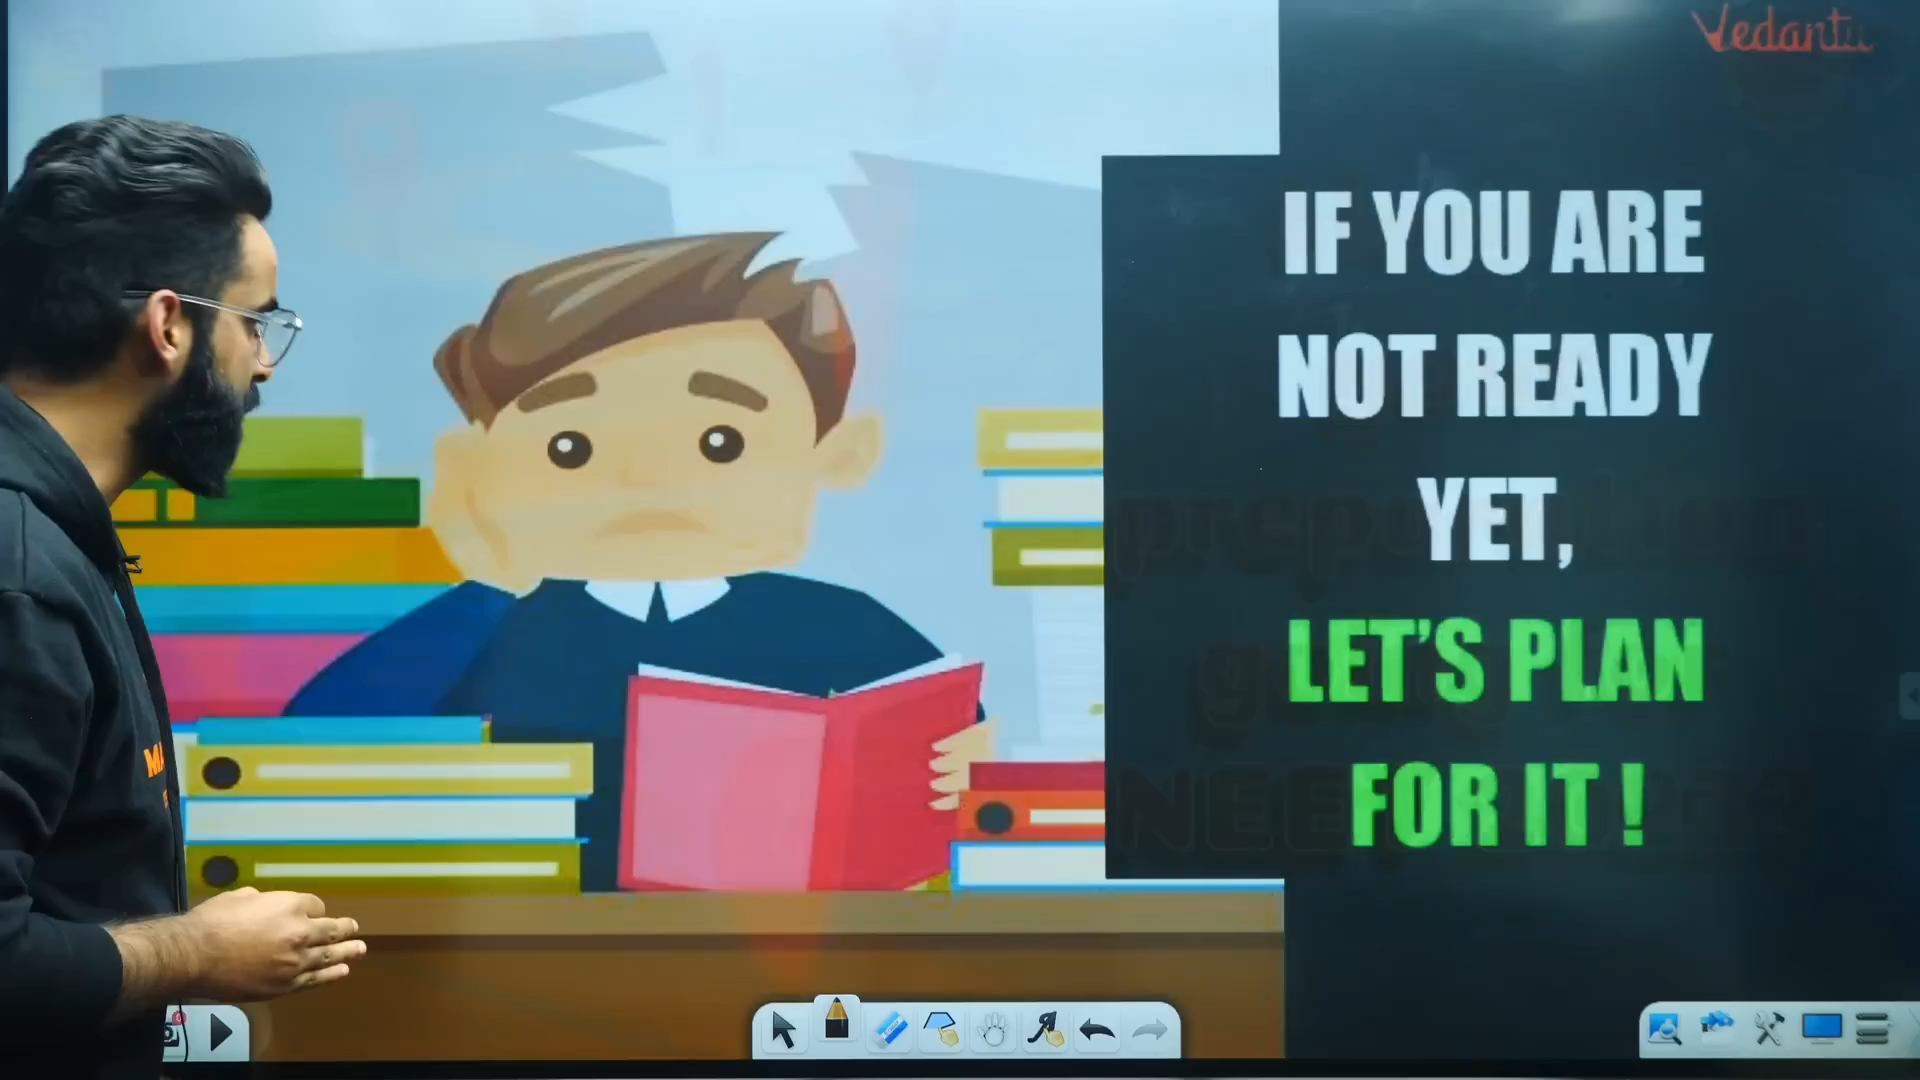 Vedantu
IF YOU ARE
NOT READY
YET,
LET'S PLAN
FOR IT !